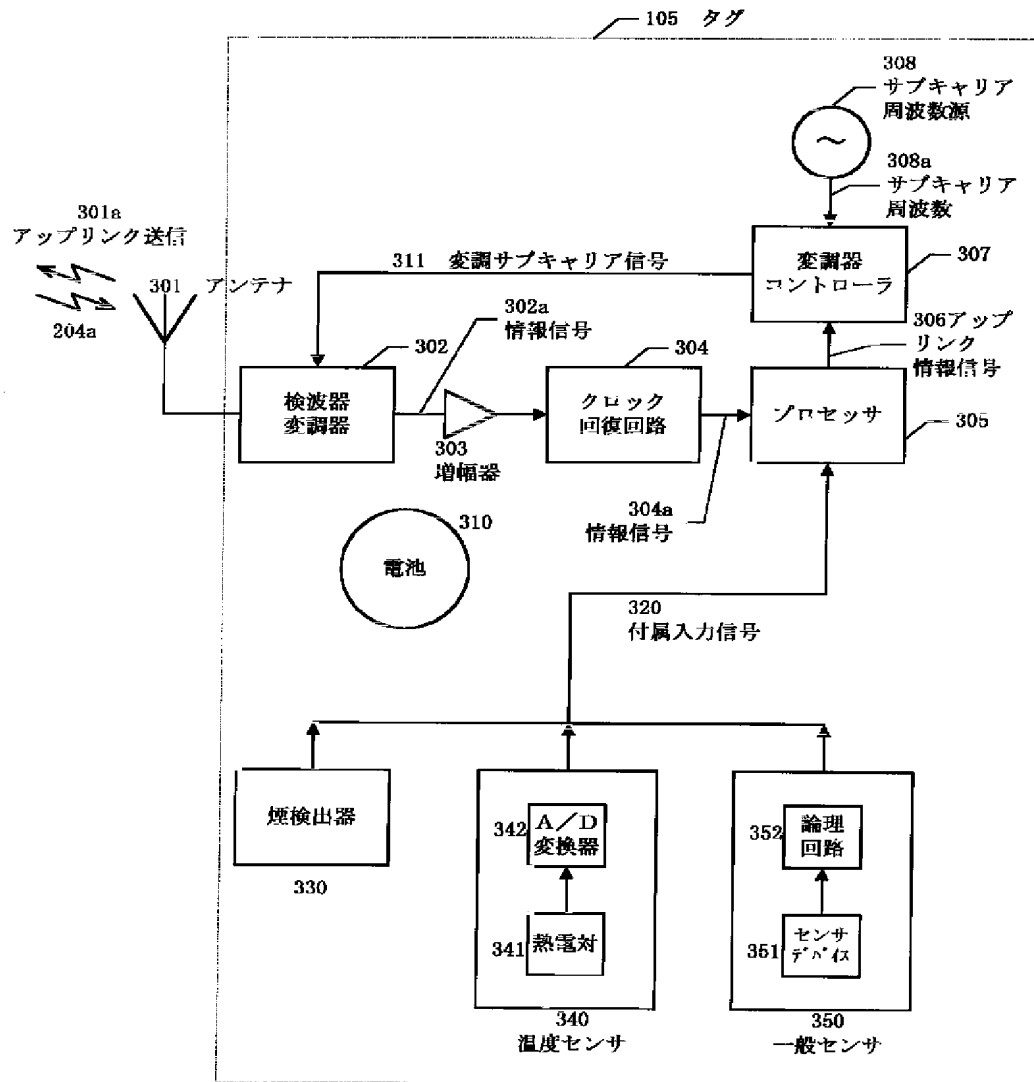 105 タグ
308
サブキャリア
周波数源
～
308a
サブキャリア
周波数
301a
アップリンク送信
301 アンテナ
204a
311 変調サブキャリア信号
変調器
コントローラ
307
302a
情報信号
302
検波器
変調器
303
増幅器
304
クロック
回復回路
306アップ
リンク
情報信号
プロセッサ
305
304a
情報信号
310
電池
320
付属入力信号
煙検出器
330
342
A／D
変換器
341
熱電対
340
温度センサ
352
論理
回路
351
センサ
デバイス
350
一般センサ